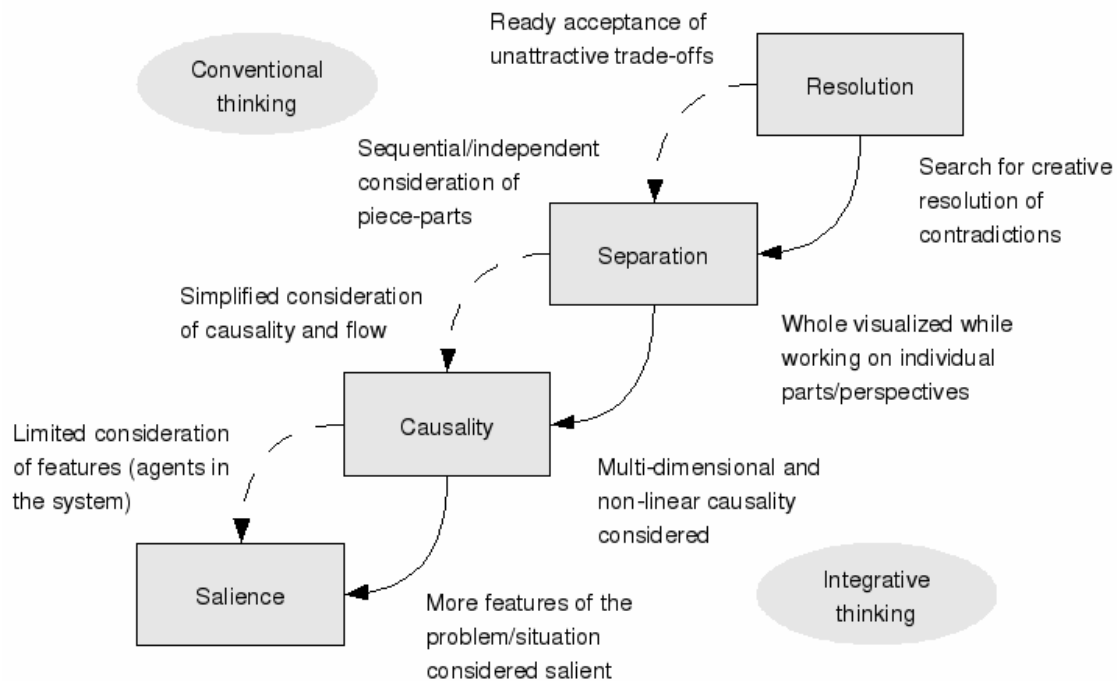 Ready acceptance of
unattractive trade-offs
Conventional
thinking
Resolution
Sequential/independent
consideration of
piece-parts
Search for creative
resolution of
contradictions
Separation
Simplified consideration
of causality and flow
Whole visualized while
working on individual
parts/perspectives
Causality
Limited consideration
of features (agents in
the system)
Multi-dimensional and
non-linear causality
considered
Salience
Integrative
thinking
More features of the
problem/situation
considered salient